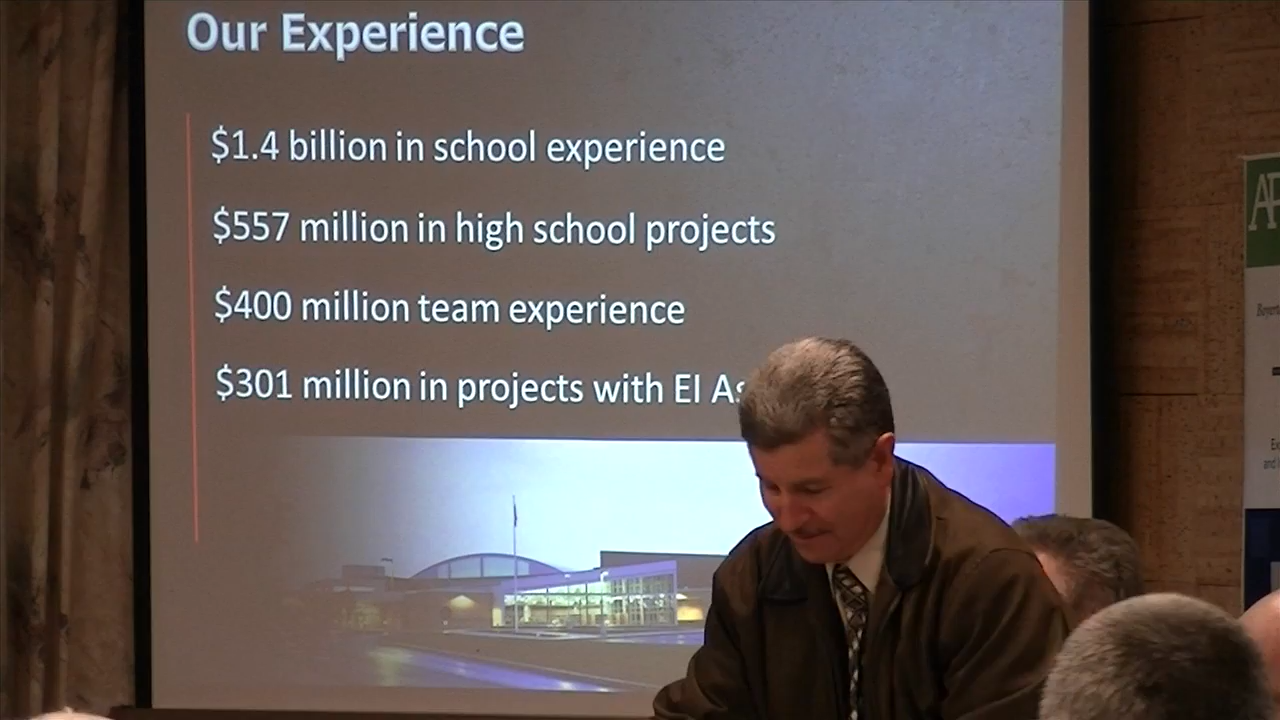 Our Experience
$1.4 billion in school experience
$557 million in high school projects
$400 million team experience
$301 million in projects with EI